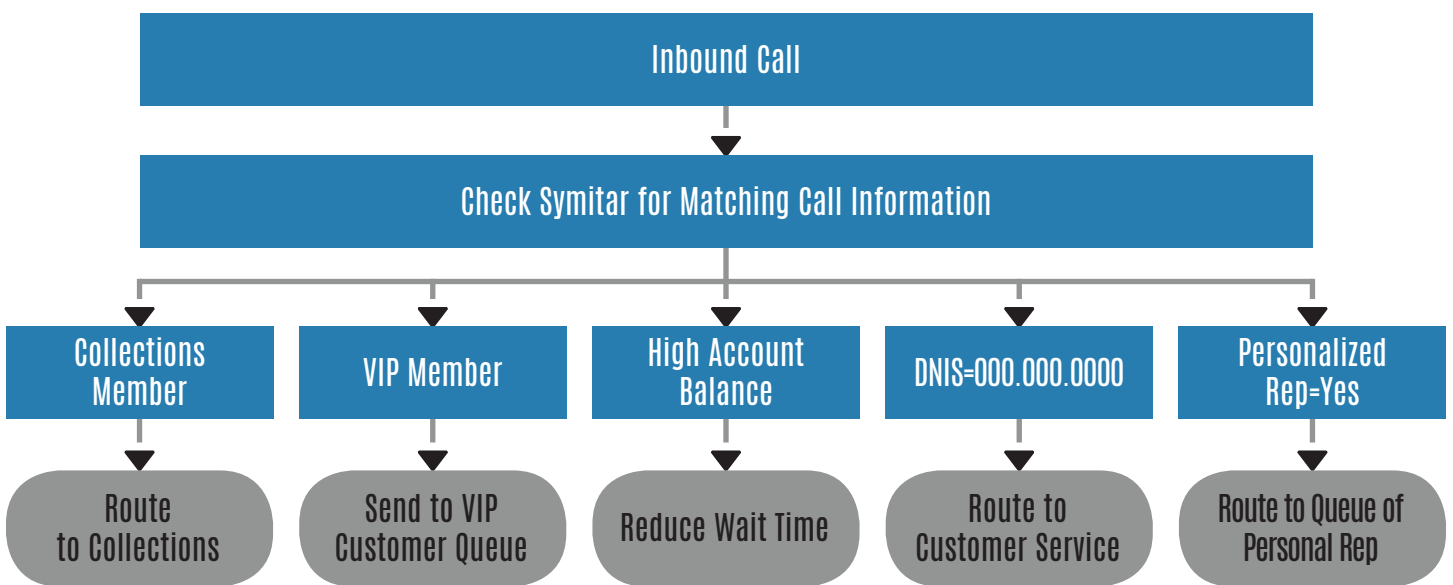 Inbound Call
Check Symitar for Matching Call Information
Collections
Member
VIP Member
High Account
Balance
DNIS=000.000.0000
Personalized
Rep=Yes
Route
to Collections
Send to VIP
Customer Queue
Reduce Wait Time
Route to
Customer Service
Route to Queue of
Personal Rep